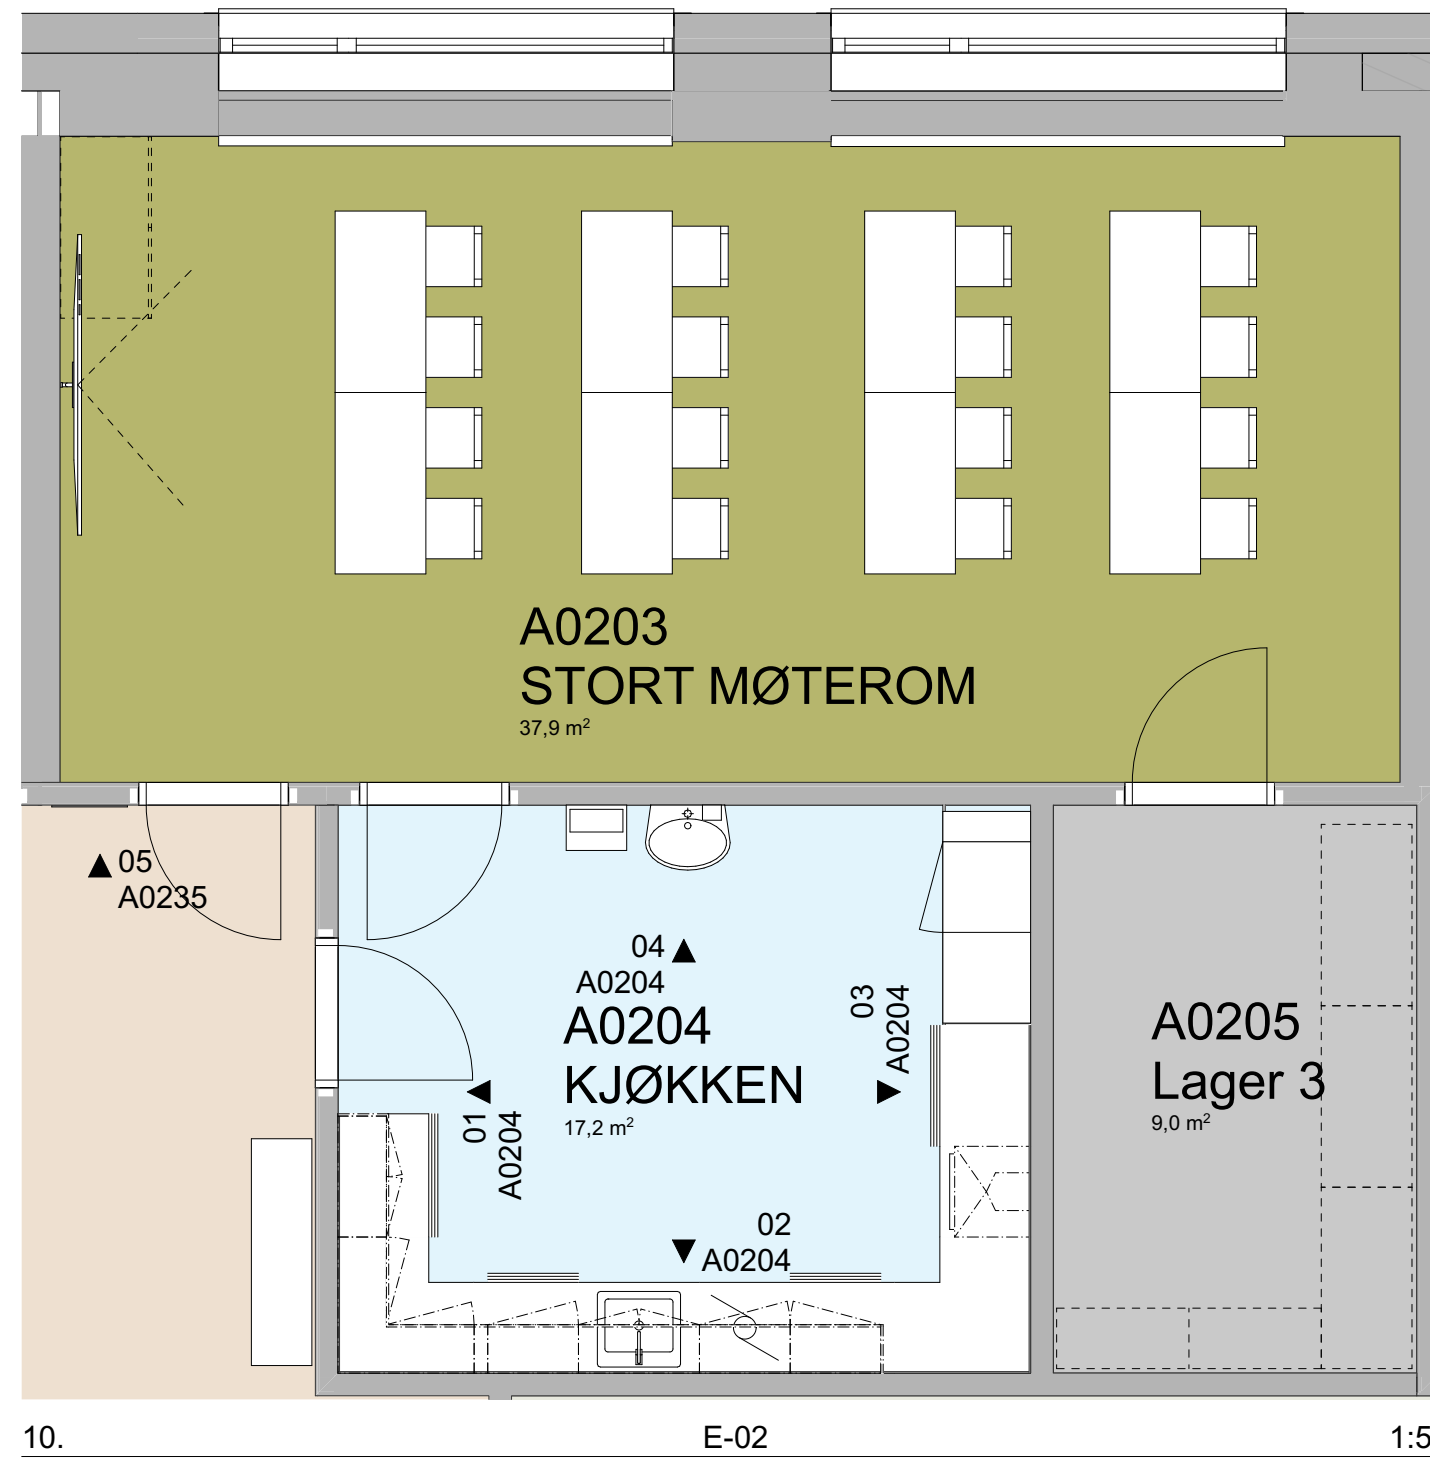 A0203
STORT MØTEROM
37,9 m²
05
A0235
04
A0204
A0204
KJØKKEN
17,2 m²
03
A0204
01
A0204
02
A0204
A0205
Lager 3
9,0 m²
10.
E-02
1:5